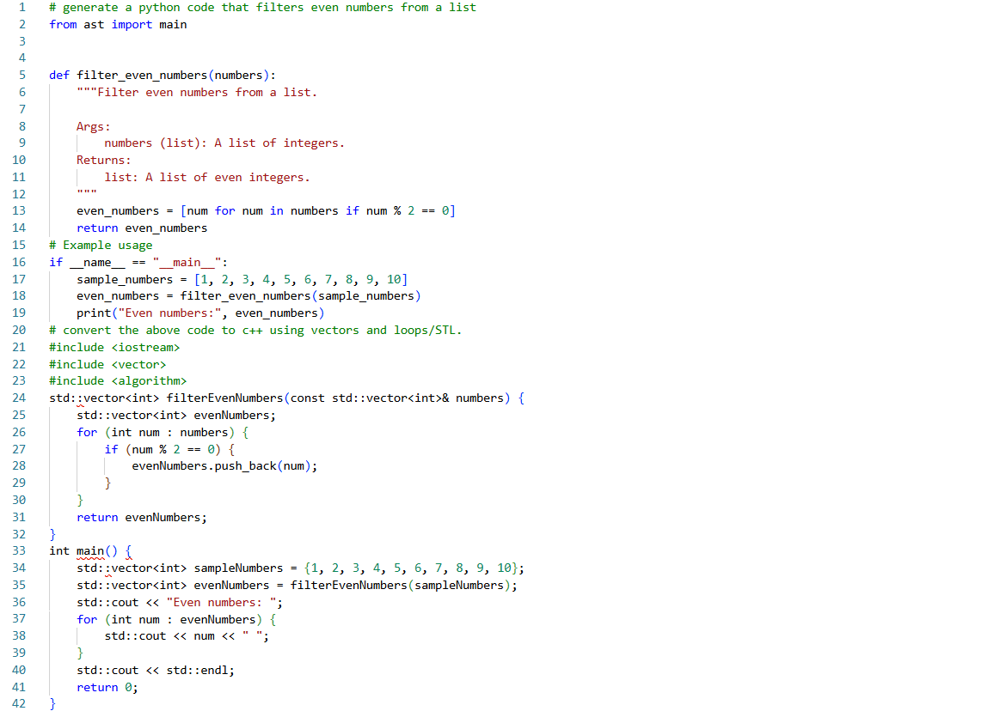 1 # generate a python code that filters even numbers from a list
2 from ast import main
3
4
5 def filter_even_numbers(numbers):
6     """Filter even numbers from a list.
7
8     Args:
9         numbers (list): A list of integers.
10     Returns:
11         list: A list of even integers.
12     """
13     even_numbers = [num for num in numbers if num % 2 == 0]
14     return even_numbers
15 # Example usage
16 if __name__ == "__main__":
17     sample_numbers = [1, 2, 3, 4, 5, 6, 7, 8, 9, 10]
18     even_numbers = filter_even_numbers(sample_numbers)
19     print("Even numbers:", even_numbers)
20 # convert the above code to c++ using vectors and loops/STL.
21 #include <iostream>
22 #include <vector>
23 #include <algorithm>
24 std::vector<int> filterEvenNumbers(const std::vector<int>& numbers) {
25     std::vector<int> evenNumbers;
26     for (int num : numbers) {
27         if (num % 2 == 0) {
28             evenNumbers.push_back(num);
29         }
30     }
31     return evenNumbers;
32 }
33 int main() {
34     std::vector<int> sampleNumbers = {1, 2, 3, 4, 5, 6, 7, 8, 9, 10};
35     std::vector<int> evenNumbers = filterEvenNumbers(sampleNumbers);
36     std::cout << "Even numbers: ";
37     for (int num : evenNumbers) {
38         std::cout << num << " ";
39     }
40     std::cout << std::endl;
41     return 0;
42 }